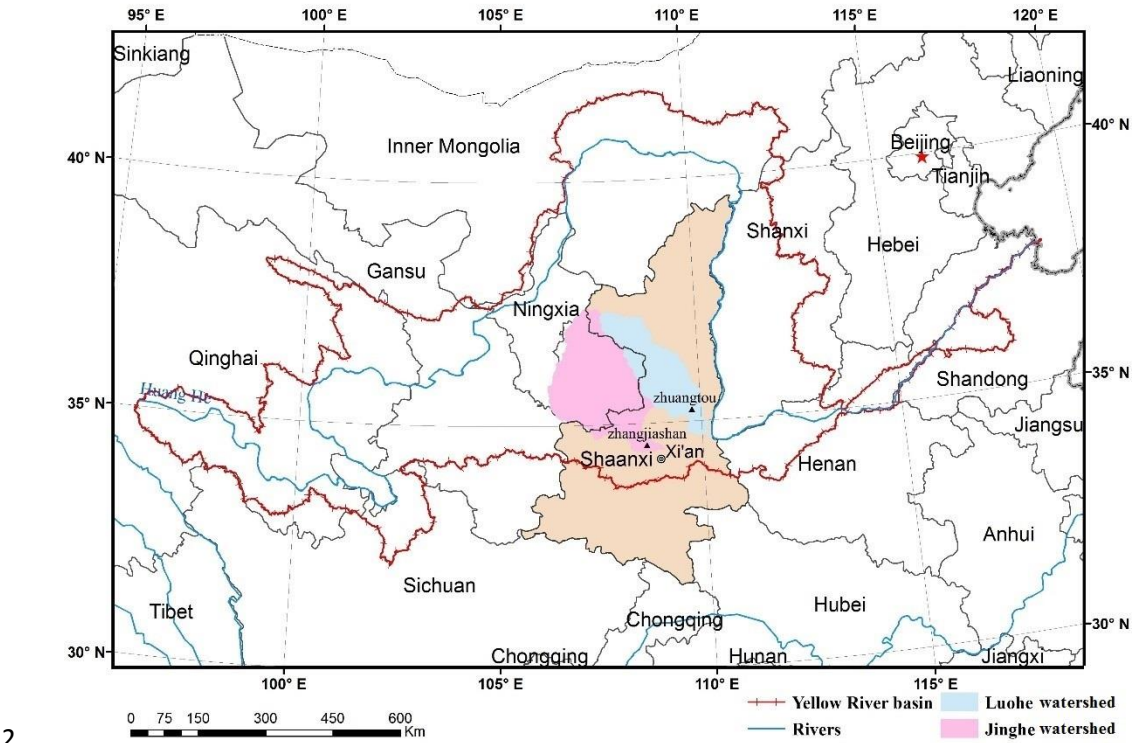 95° E 100° E 105° E 110° E 115° E 120° E
Sinkiang
Liaoning
40° N
Inner Mongolia
Beijing
40° N
Tianjin
Shanxi
Hebei
Gansu
Ningxia
Qinghai
Huang He
35° N
zhuangtou
Shandong
35° N
Jiangsu
zhangjiashan
Shaanxi
Xi'an
Henan
Anhui
Sichuan
Tibet
Chongqing
Hubei
30° N
Chongqing
Hunan
Jiangxi
30° N
100° E 105° E 110° E 115° E
0 75 150 300 450 600
Km
Yellow River basin
Luohe watershed
Rivers
Jinghe watershed
2